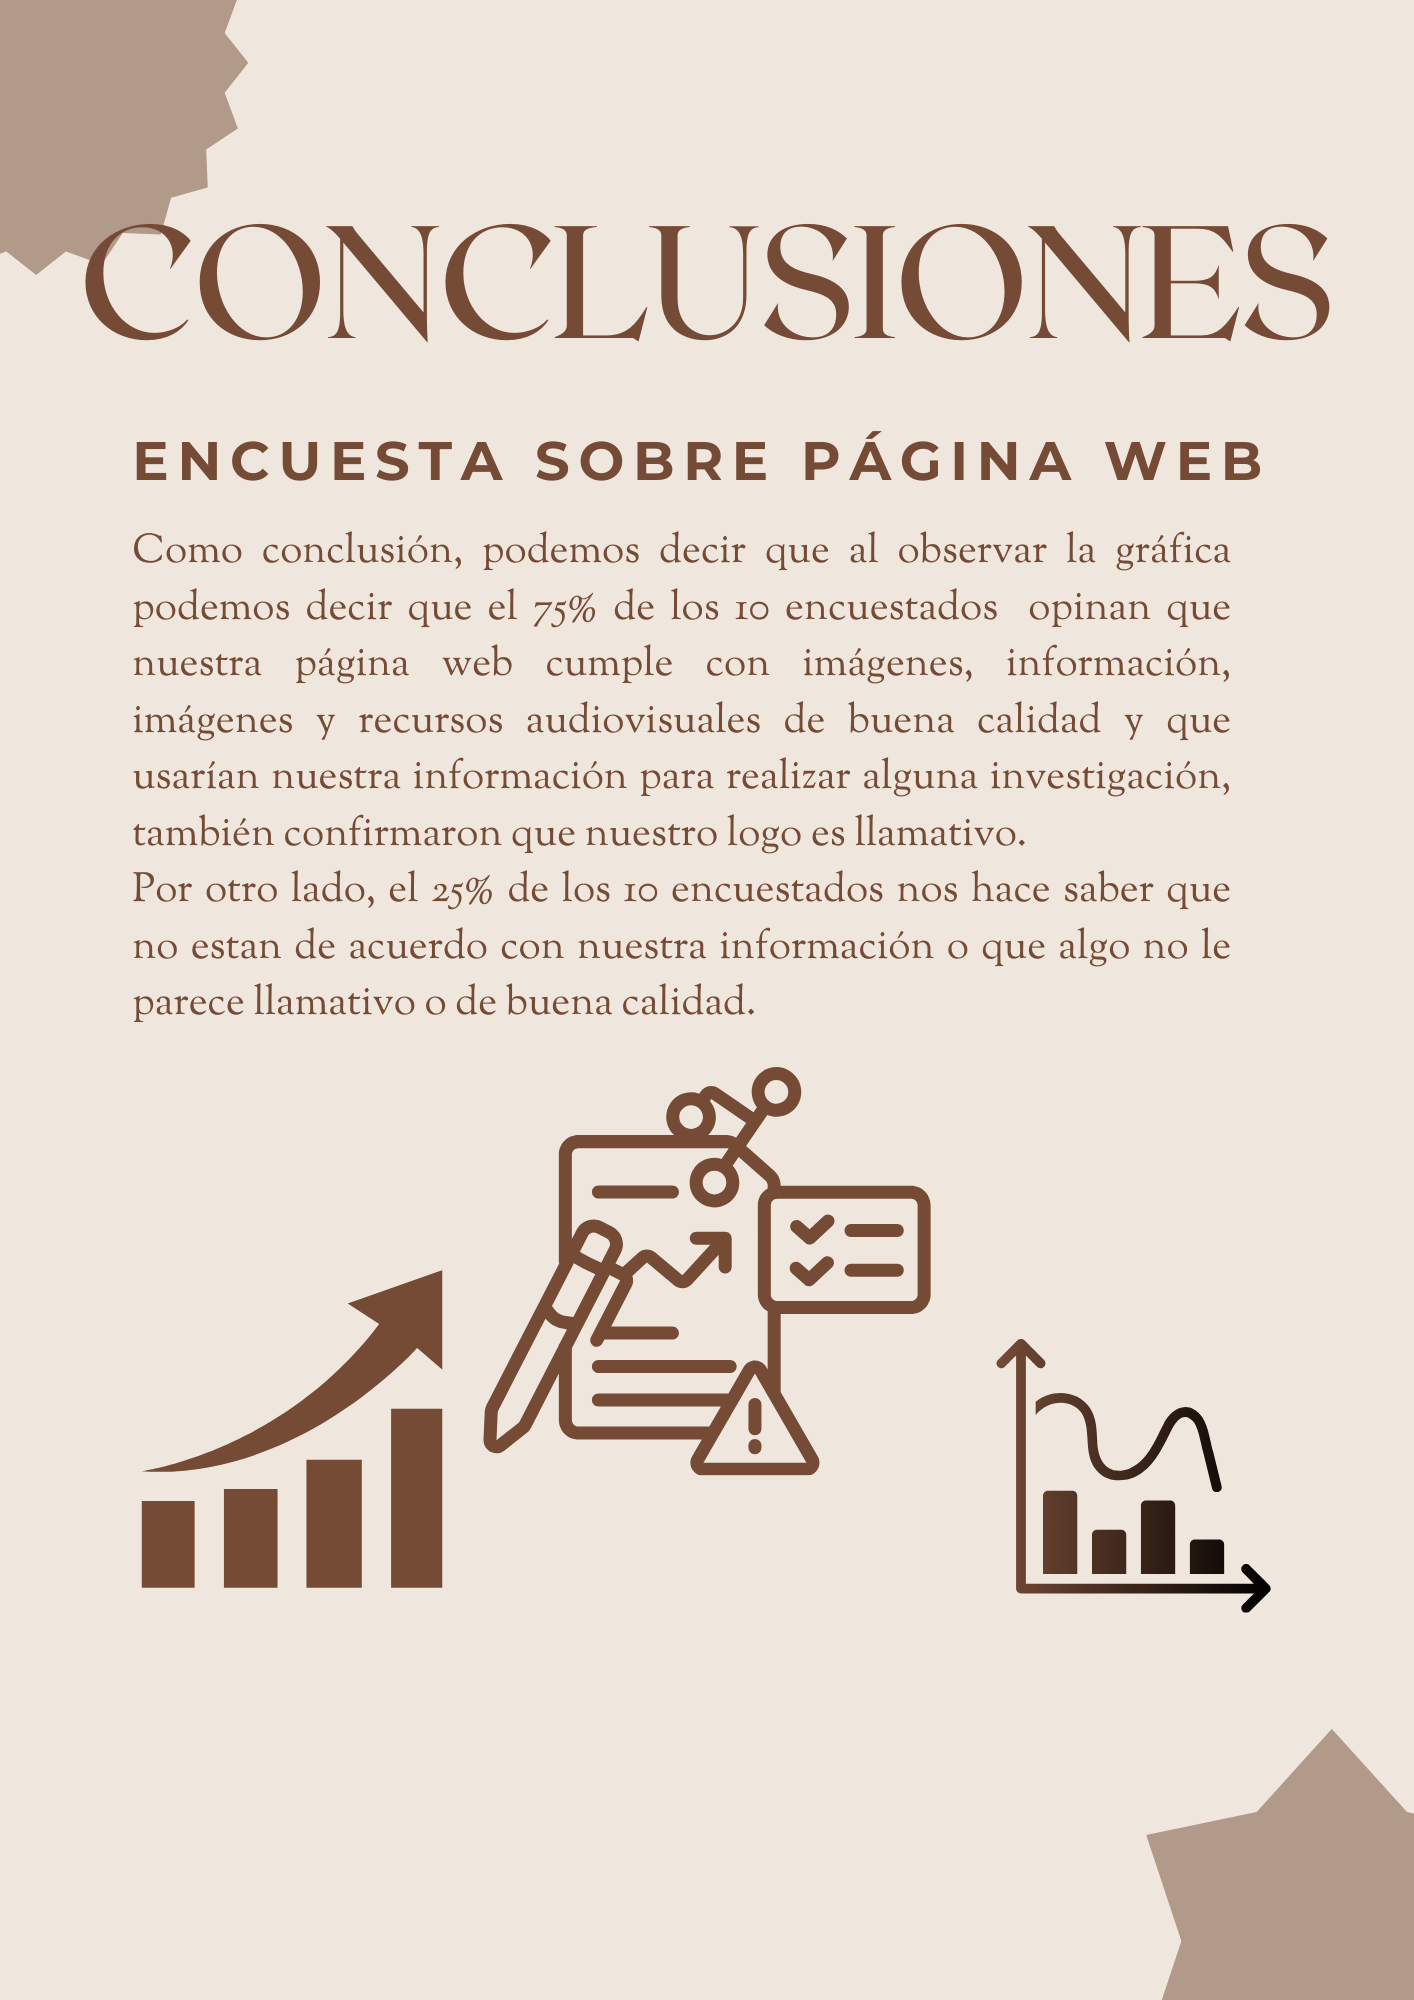 CONCLUSIONES
ENCUESTA SOBRE PÁGINA WEB
Como conclusión, podemos decir que al observar la gráfica
podemos decir que el 75% de los 10 encuestados opinan que
nuestra página web cumple con imágenes, información,
imágenes y recursos audiovisuales de buena calidad y que
usarían nuestra información para realizar alguna investigación,
también confirmaron que nuestro logo es llamativo.
Por otro lado, el 25% de los 10 encuestados nos hace saber que
no estan de acuerdo con nuestra información o que algo no le
parece llamativo o de buena calidad.